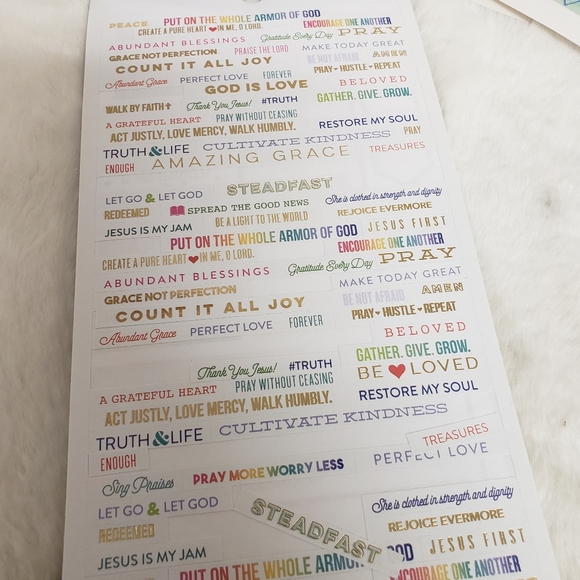 PEACE PUT ON THE WHOLE ARMOR OF GOD ENCOURAGE ONE ANOTHER
CREATE A PURE HEART IN ME, O LORD. Gratitude Every Day PRAY
ABUNDANT BLESSINGS PRAISE THE LORD MAKE TODAY GREAT
GRACE NOT PERFECTION BE NOT AFRAID AMEN
COUNT IT ALL JOY FOREVER PRAY • HUSTLE • REPEAT
Abundant Grace PERFECT LOVE GOD IS LOVE BELOVED
WALK BY FAITH Thank You Jesus! #TRUTH GATHER. GIVE. GROW.
A GRATEFUL HEART PRAY WITHOUT CEASING RESTORE MY SOUL
ACT JUSTLY, LOVE MERCY, WALK HUMBLY. PRAY
TRUTH & LIFE CULTIVATE KINDNESS
ENOUGH AMAZING GRACE TREASURES
LET GO & LET GOD STEADFAST She is clothed in strength and dignity
REDEEMED SPREAD THE GOOD NEWS REJOICE EVERMORE
JESUS IS MY JAM BE A LIGHT TO THE WORLD JESUS FIRST
PUT ON THE WHOLE ARMOR OF GOD ENCOURAGE ONE ANOTHER
CREATE A PURE HEART IN ME, O LORD. Gratitude Every Day PRAY
ABUNDANT BLESSINGS MAKE TODAY GREAT
GRACE NOT PERFECTION BE NOT AFRAID AMEN
COUNT IT ALL JOY PRAY • HUSTLE • REPEAT
Abundant Grace PERFECT LOVE FOREVER BELOVED
GATHER. GIVE. GROW.
Thank You Jesus! #TRUTH BE LOVED
A GRATEFUL HEART PRAY WITHOUT CEASING RESTORE MY SOUL
ACT JUSTLY, LOVE MERCY, WALK HUMBLY.
TRUTH & LIFE CULTIVATE KINDNESS TREASURES
ENOUGH PERFECT LOVE
Sing Praises PRAY MORE WORRY LESS
LET GO & LET GOD She is clothed in strength and dignity
REDEEMED STEADFAST REJOICE EVERMORE
JESUS IS MY JAM JESUS FIRST
PUT ON THE WHOLE ARMOR OF GOD ENCOURAGE ONE ANOTHER